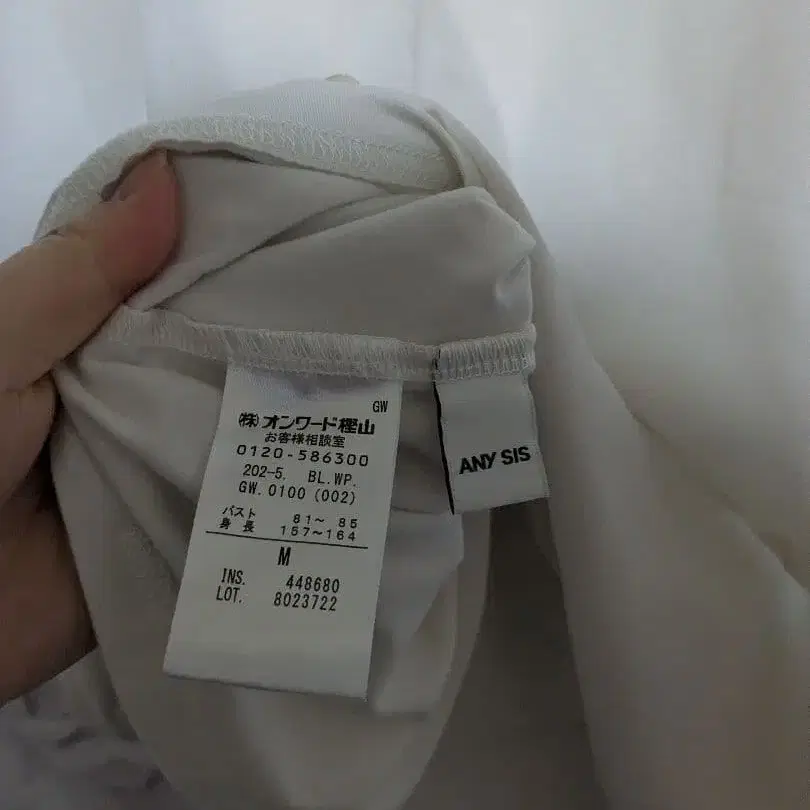 GW
㈱オンワード樫山
お客様相談室
0120-586300
202-5. BL.WP.
GW.0100 (002)
バスト 81〜 85
身 長 157〜164
M
INS. 448680
LOT. 8023722
ANY SIS